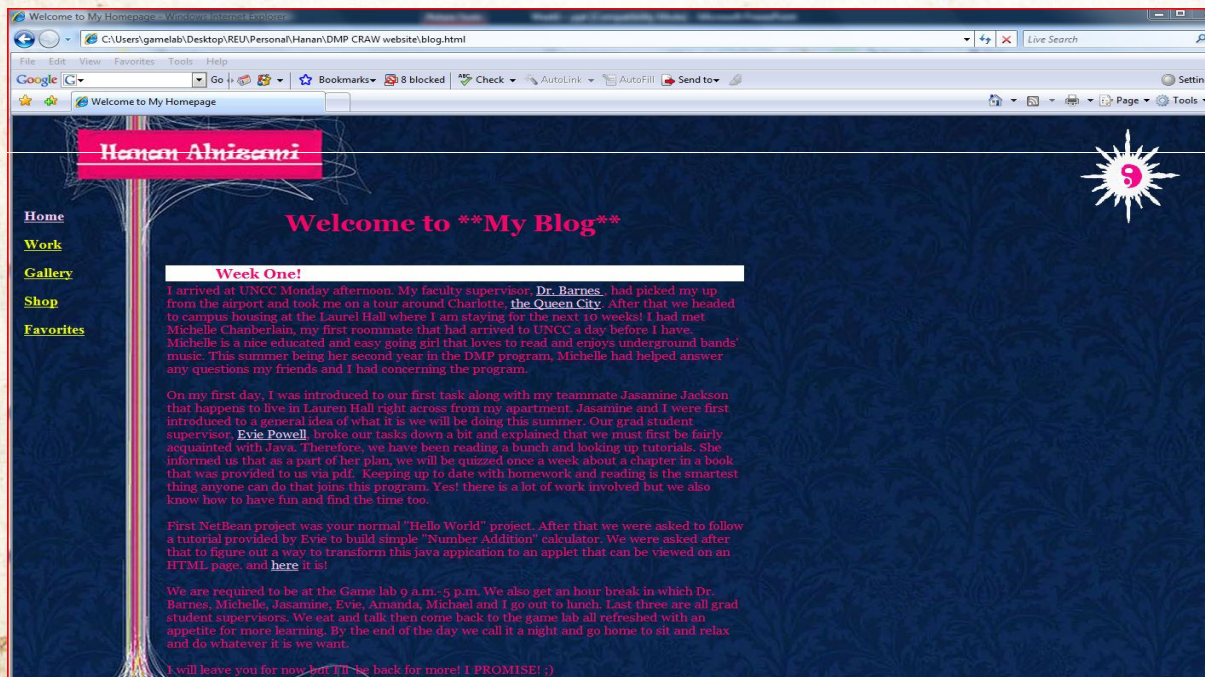 Welcome to My Homepage - Windows Internet Explorer
C:\Users\gamelab\Desktop\REU\Personal\Hanan\DMP CRAW website\blog.html
Live Search
File Edit View Favorites Tools Help
Google G Go Bookmarks 8 blocked Check AutoLink AutoFill Send to Settin
Welcome to My Homepage Page Tools
Hanan Alnizami
Home
Work
Gallery
Shop
Favorites
Welcome to **My Blog**
Week One!
I arrived at UNCC Monday afternoon. My faculty supervisor, Dr. Barnes , had picked my up
from the airport and took me on a tour around Charlotte, the Queen City. After that we headed
to campus housing at the Laurel Hall where I am staying for the next 10 weeks! I had met
Michelle Chanberlain, my first roommate that had arrived to UNCC a day before I have.
Michelle is a nice educated and easy going girl that loves to read and enjoys underground bands'
music. This summer being her second year in the DMP program, Michelle had helped answer
any questions my friends and I had concerning the program.
On my first day, I was introduced to our first task along with my teammate Jasamine Jackson
that happens to live in Lauren Hall right across from my apartment. Jasamine and I were first
introduced to a general idea of what it is we will be doing this summer. Our grad student
supervisor, Evie Powell, broke our tasks down a bit and explained that we must first be fairly
acquainted with Java. Therefore, we have been reading a bunch and looking up tutorials. She
informed us that as a part of her plan, we will be quizzed once a week about a chapter in a book
that was provided to us via pdf. Keeping up to date with homework and reading is the smartest
thing anyone can do that joins this program. Yes! there is a lot of work involved but we also
know how to have fun and find the time too.
First NetBean project was your normal "Hello World" project. After that we were asked to follow
a tutorial provided by Evie to build simple "Number Addition" calculator. We were asked after
that to figure out a way to transform this java appication to an applet that can be viewed on an
HTML page. and here it is!
We are required to be at the Game lab 9 a.m.-5 p.m. We also get an hour break in which Dr.
Barnes, Michelle, Jasamine, Evie, Amanda, Michael and I go out to lunch. Last three are all grad
student supervisors. We eat and talk then come back to the game lab all refreshed with an
appetite for more learning. By the end of the day we call it a night and go home to sit and relax
and do whatever it is we want.
I will leave you for now but I'll be back for more! I PROMISE! ;)